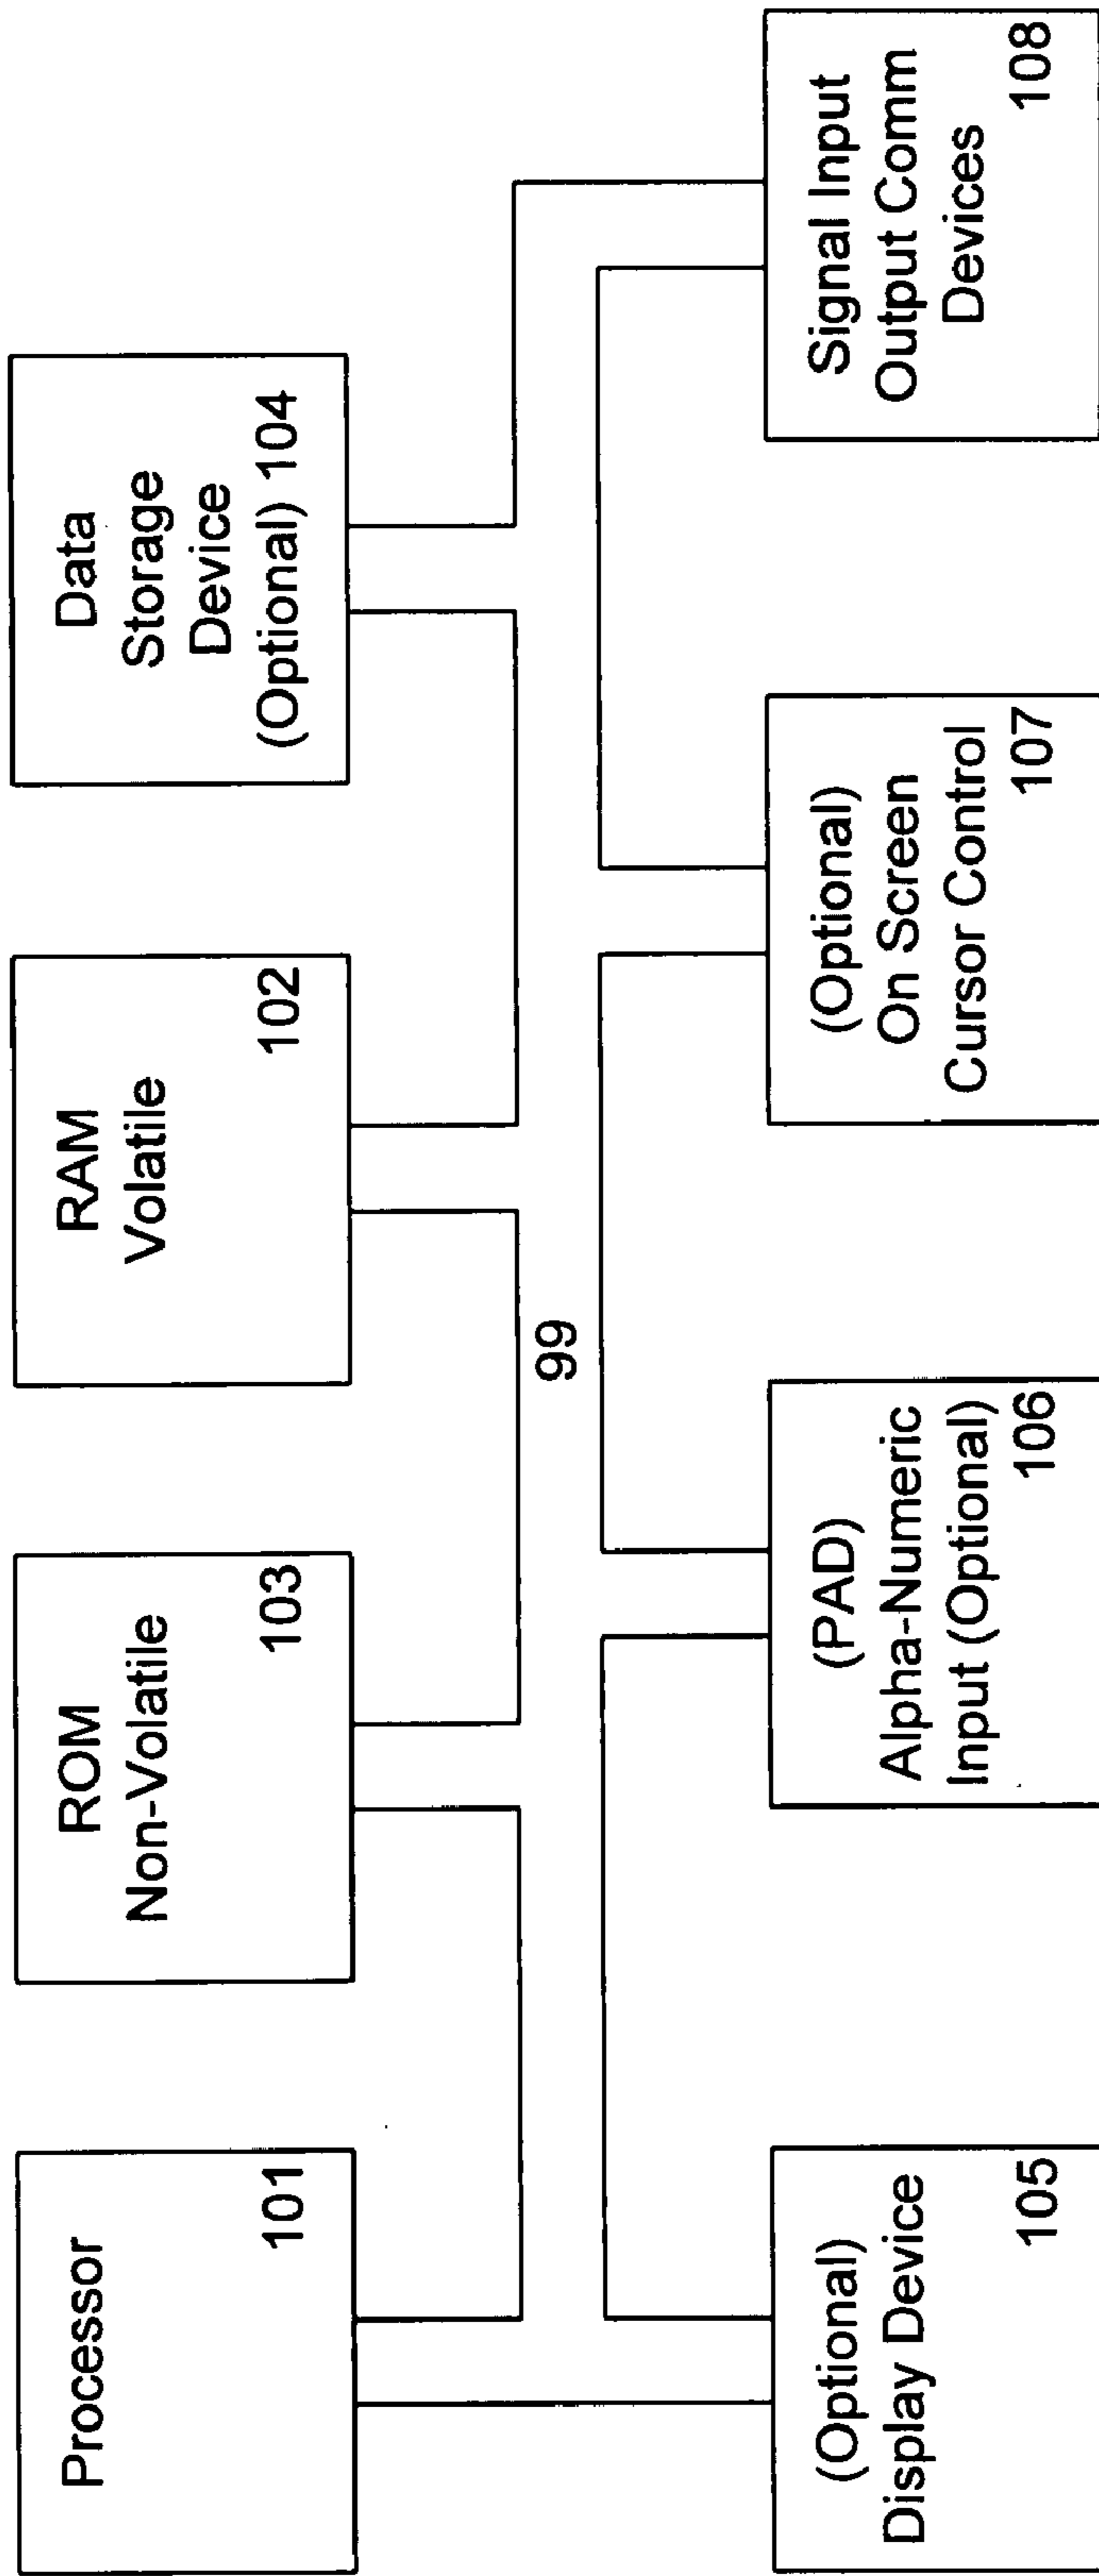 Processor
101
ROM
Non-Volatile
103
RAM
Volatile
102
Data
Storage
Device
(Optional) 104
99
(Optional)
Display Device
105
(PAD)
Alpha-Numeric
Input (Optional)
106
(Optional)
On Screen
Cursor Control
107
Signal Input
Output Comm
Devices
108